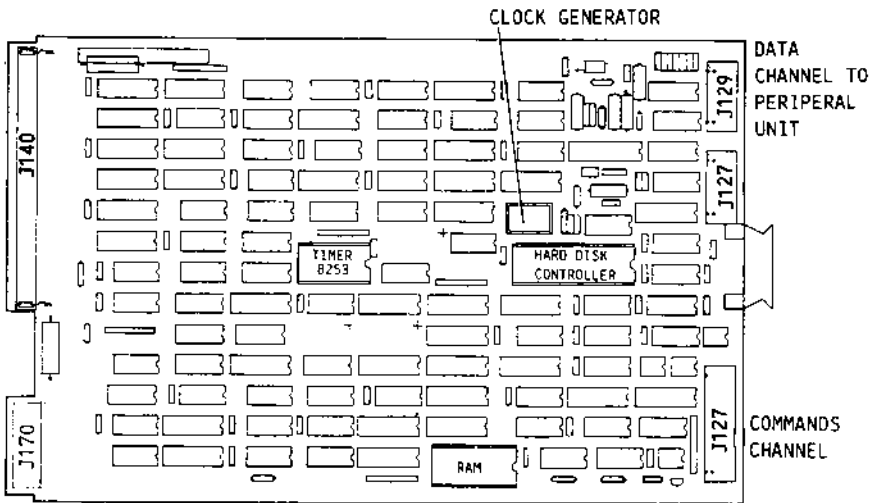 CLOCK GENERATOR
DATA
CHANNEL TO
PERIPERAL
UNIT
J129
J140
J127
TIMER
8253
HARD DISK
CONTROLLER
J127
COMMANDS
CHANNEL
J170
RAM